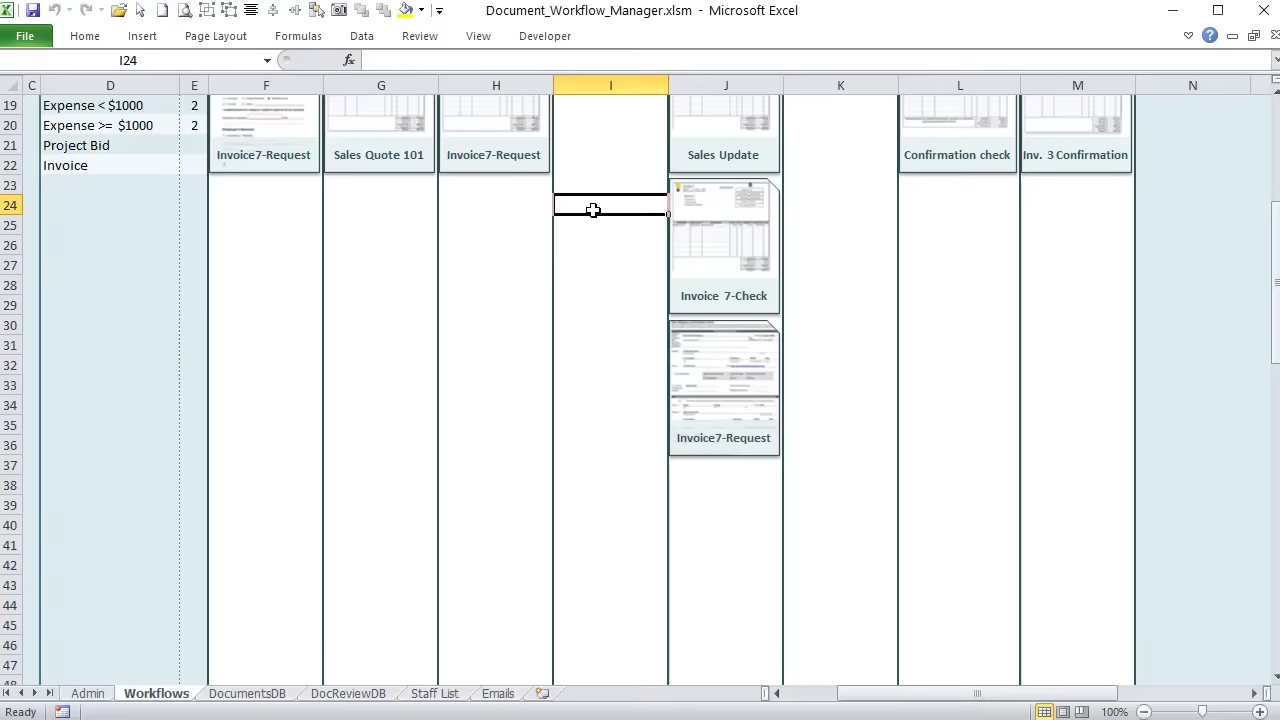 Document_Workflow_Manager.xlsm - Microsoft Excel
File Home Insert Page Layout Formulas Data Review View Developer
I24 fx
C D E F G H I J K L M N
19 Expense < $1000 2
20 Expense >= $1000 2
21 Project Bid
22 Invoice
Invoice7-Request Sales Quote 101 Invoice7-Request Sales Update Confirmation check Inv. 3 Confirmation
23
24
25
26
27
28
Invoice 7-Check
29
30
31
32
34
Invoice7-Request
36
37
38
39
40
41
42
43
44
45
46
47
Admin Workflows DocumentsDB DocReviewDB Staff List Emails
Ready 100%